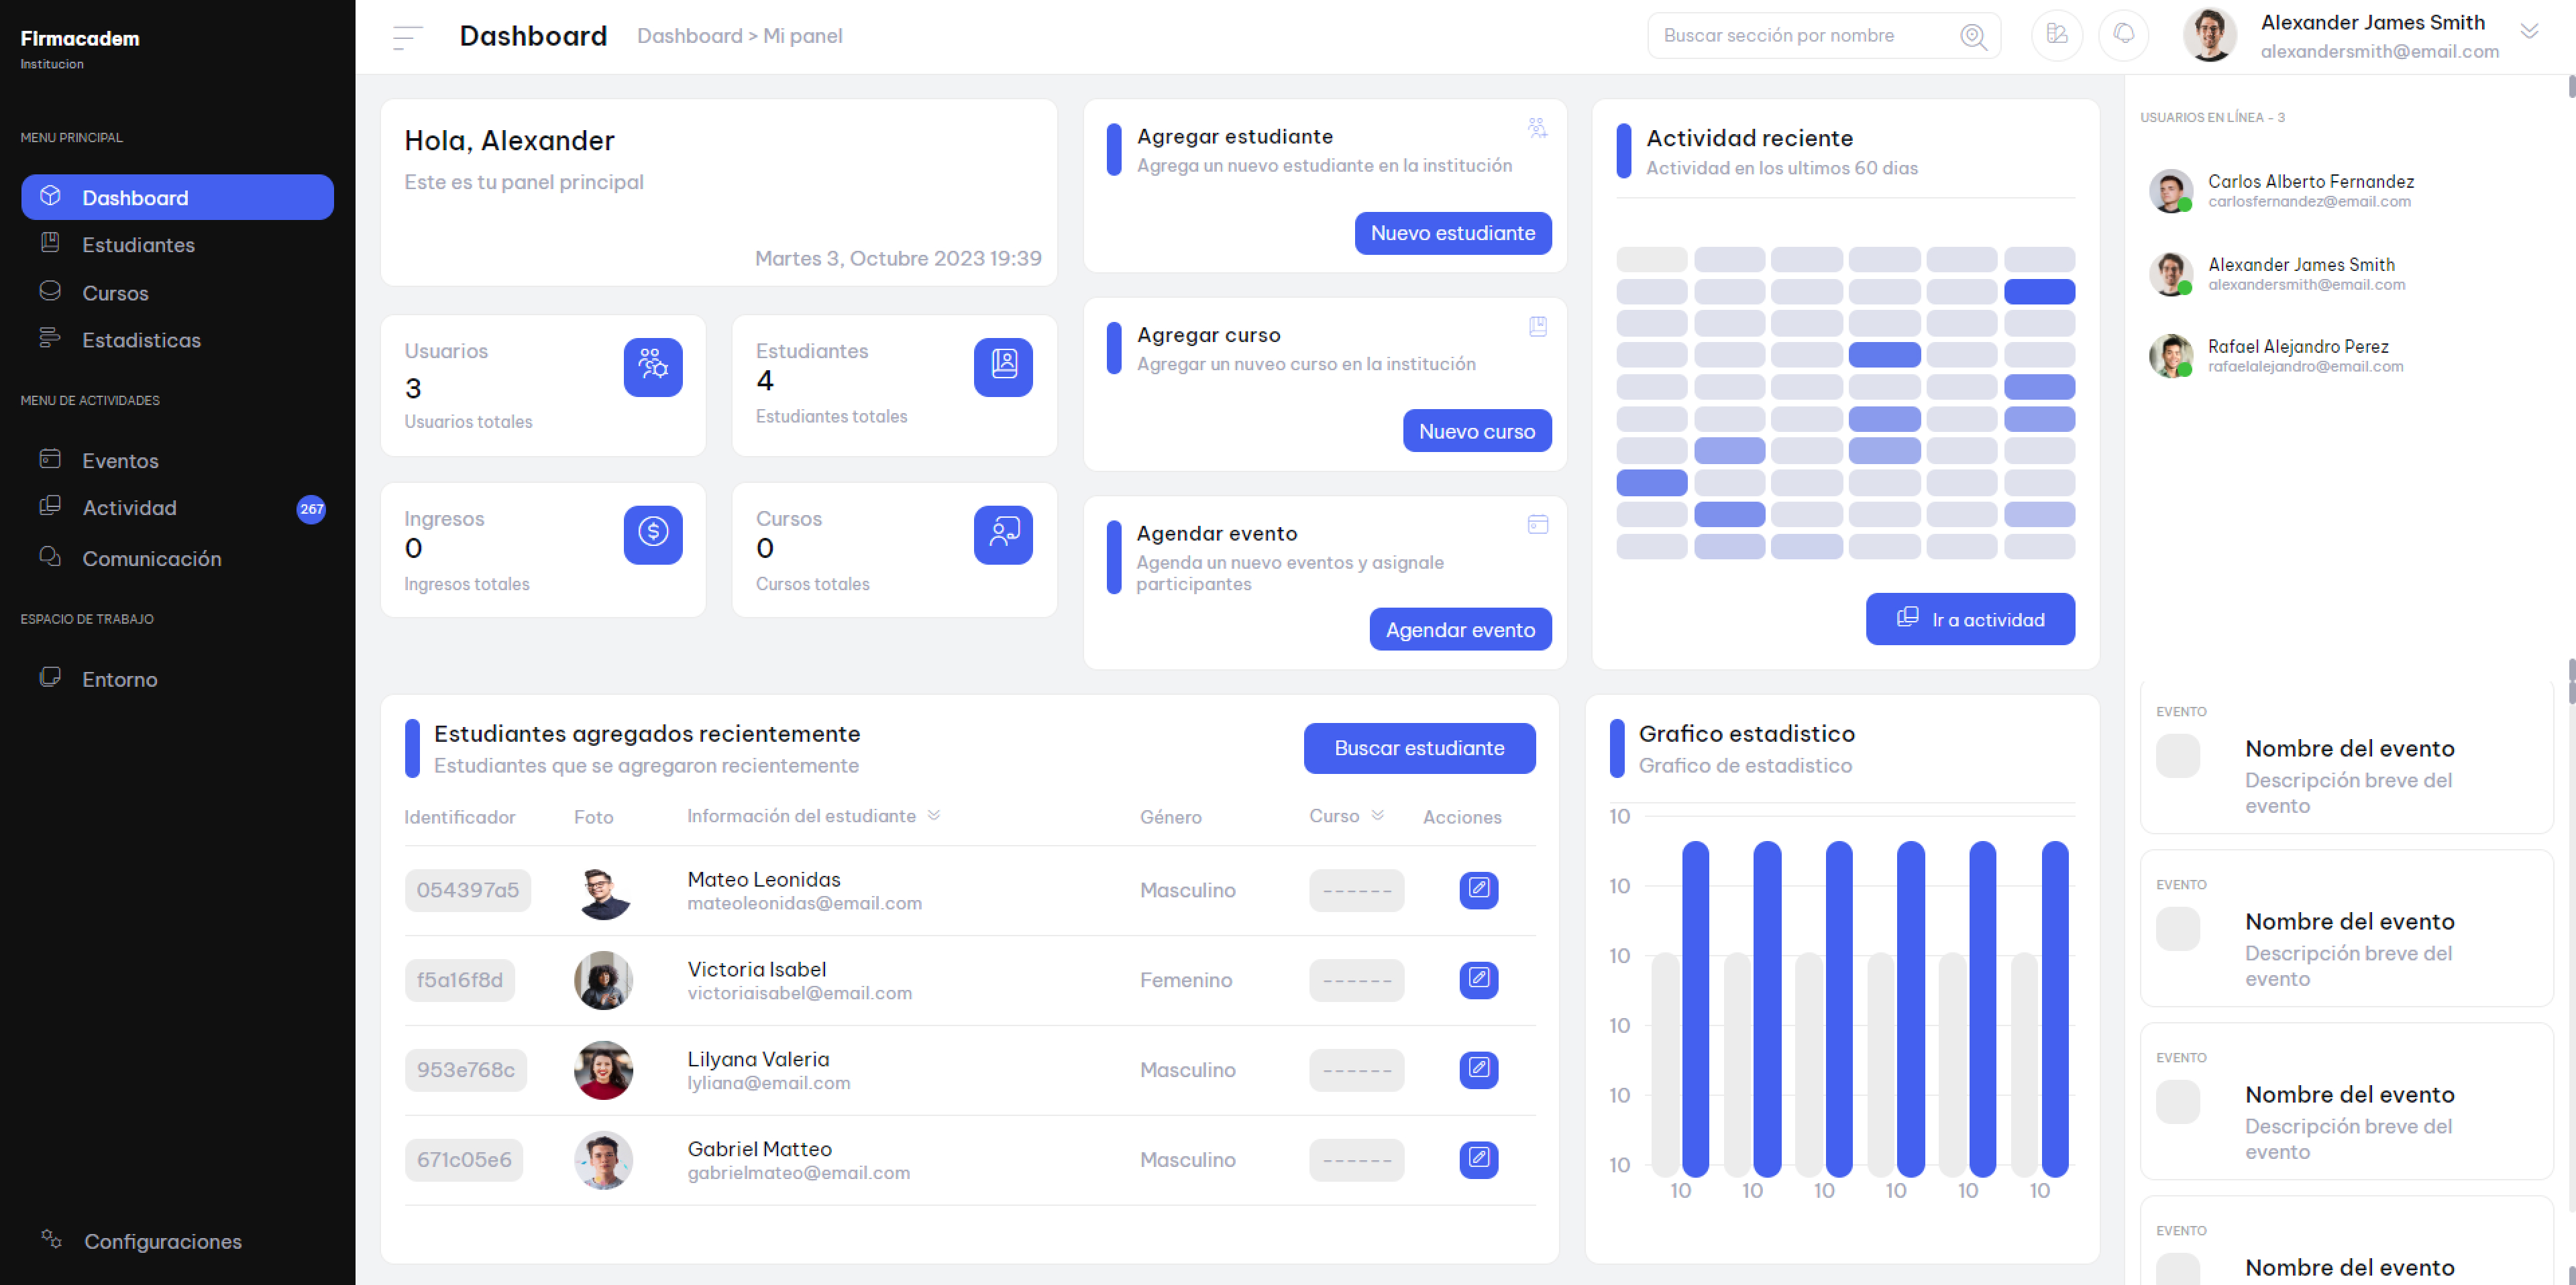 Firmacadem
Institucion
MENU PRINCIPAL
Dashboard
Estudiantes
Cursos
Estadisticas
MENU DE ACTIVIDADES
Eventos
Actividad
267
Comunicación
ESPACIO DE TRABAJO
Entorno
Configuraciones
Dashboard
Dashboard > Mi panel
Buscar sección por nombre
Alexander James Smith
alexandersmith@email.com
Hola, Alexander
Este es tu panel principal
Martes 3, Octubre 2023 19:39
Usuarios
3
Usuarios totales
Estudiantes
4
Estudiantes totales
Ingresos
0
Ingresos totales
Cursos
0
Cursos totales
Agregar estudiante
Agrega un nuevo estudiante en la institución
Nuevo estudiante
Agregar curso
Agregar un nuveo curso en la institución
Nuevo curso
Agendar evento
Agenda un nuevo eventos y asignale
participantes
Agendar evento
Actividad reciente
Actividad en los ultimos 60 dias
Ir a actividad
Estudiantes agregados recientemente
Estudiantes que se agregaron recientemente
Buscar estudiante
Identificador Foto Información del estudiante Género Curso Acciones
054397a5 Mateo Leonidas Masculino ------
mateoleonidas@email.com
f5a16f8d Victoria Isabel Femenino ------
victoriaisabel@email.com
953e768c Lilyana Valeria Masculino ------
lyliana@email.com
671c05e6 Gabriel Matteo Masculino ------
gabrielmateo@email.com
Grafico estadistico
Grafico de estadistico
10
10
10
10
10
10
10 10 10 10 10 10
USUARIOS EN LÍNEA - 3
Carlos Alberto Fernandez
carlosfernandez@email.com
Alexander James Smith
alexandersmith@email.com
Rafael Alejandro Perez
rafaelalejandro@email.com
EVENTO
Nombre del evento
Descripción breve del
evento
EVENTO
Nombre del evento
Descripción breve del
evento
EVENTO
Nombre del evento
Descripción breve del
evento
EVENTO
Nombre del evento